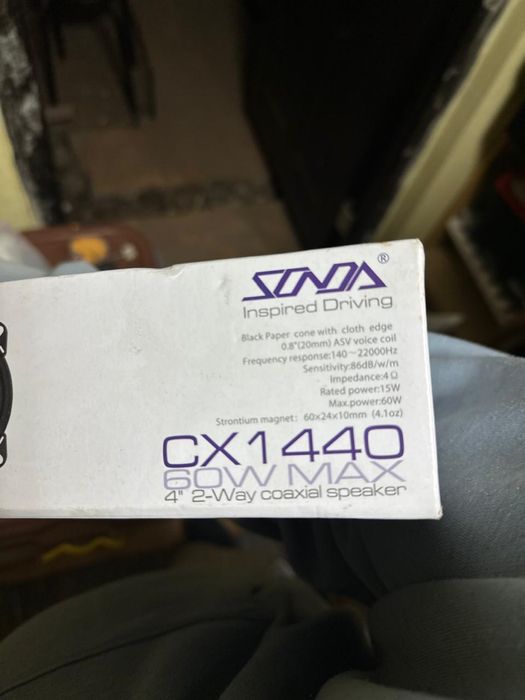 SONDA®
Inspired Driving
Black Paper cone with cloth edge
0.8"(20mm) ASV voice coil
Frequency response:140～22000Hz
Sensitivity:86dB/w/m
Impedance:4Ω
Rated power:15W
Max.power:60W
Strontium magnet: 60x24x10mm (4.1oz)
CX1440
60W MAX
4" 2-Way coaxial speaker